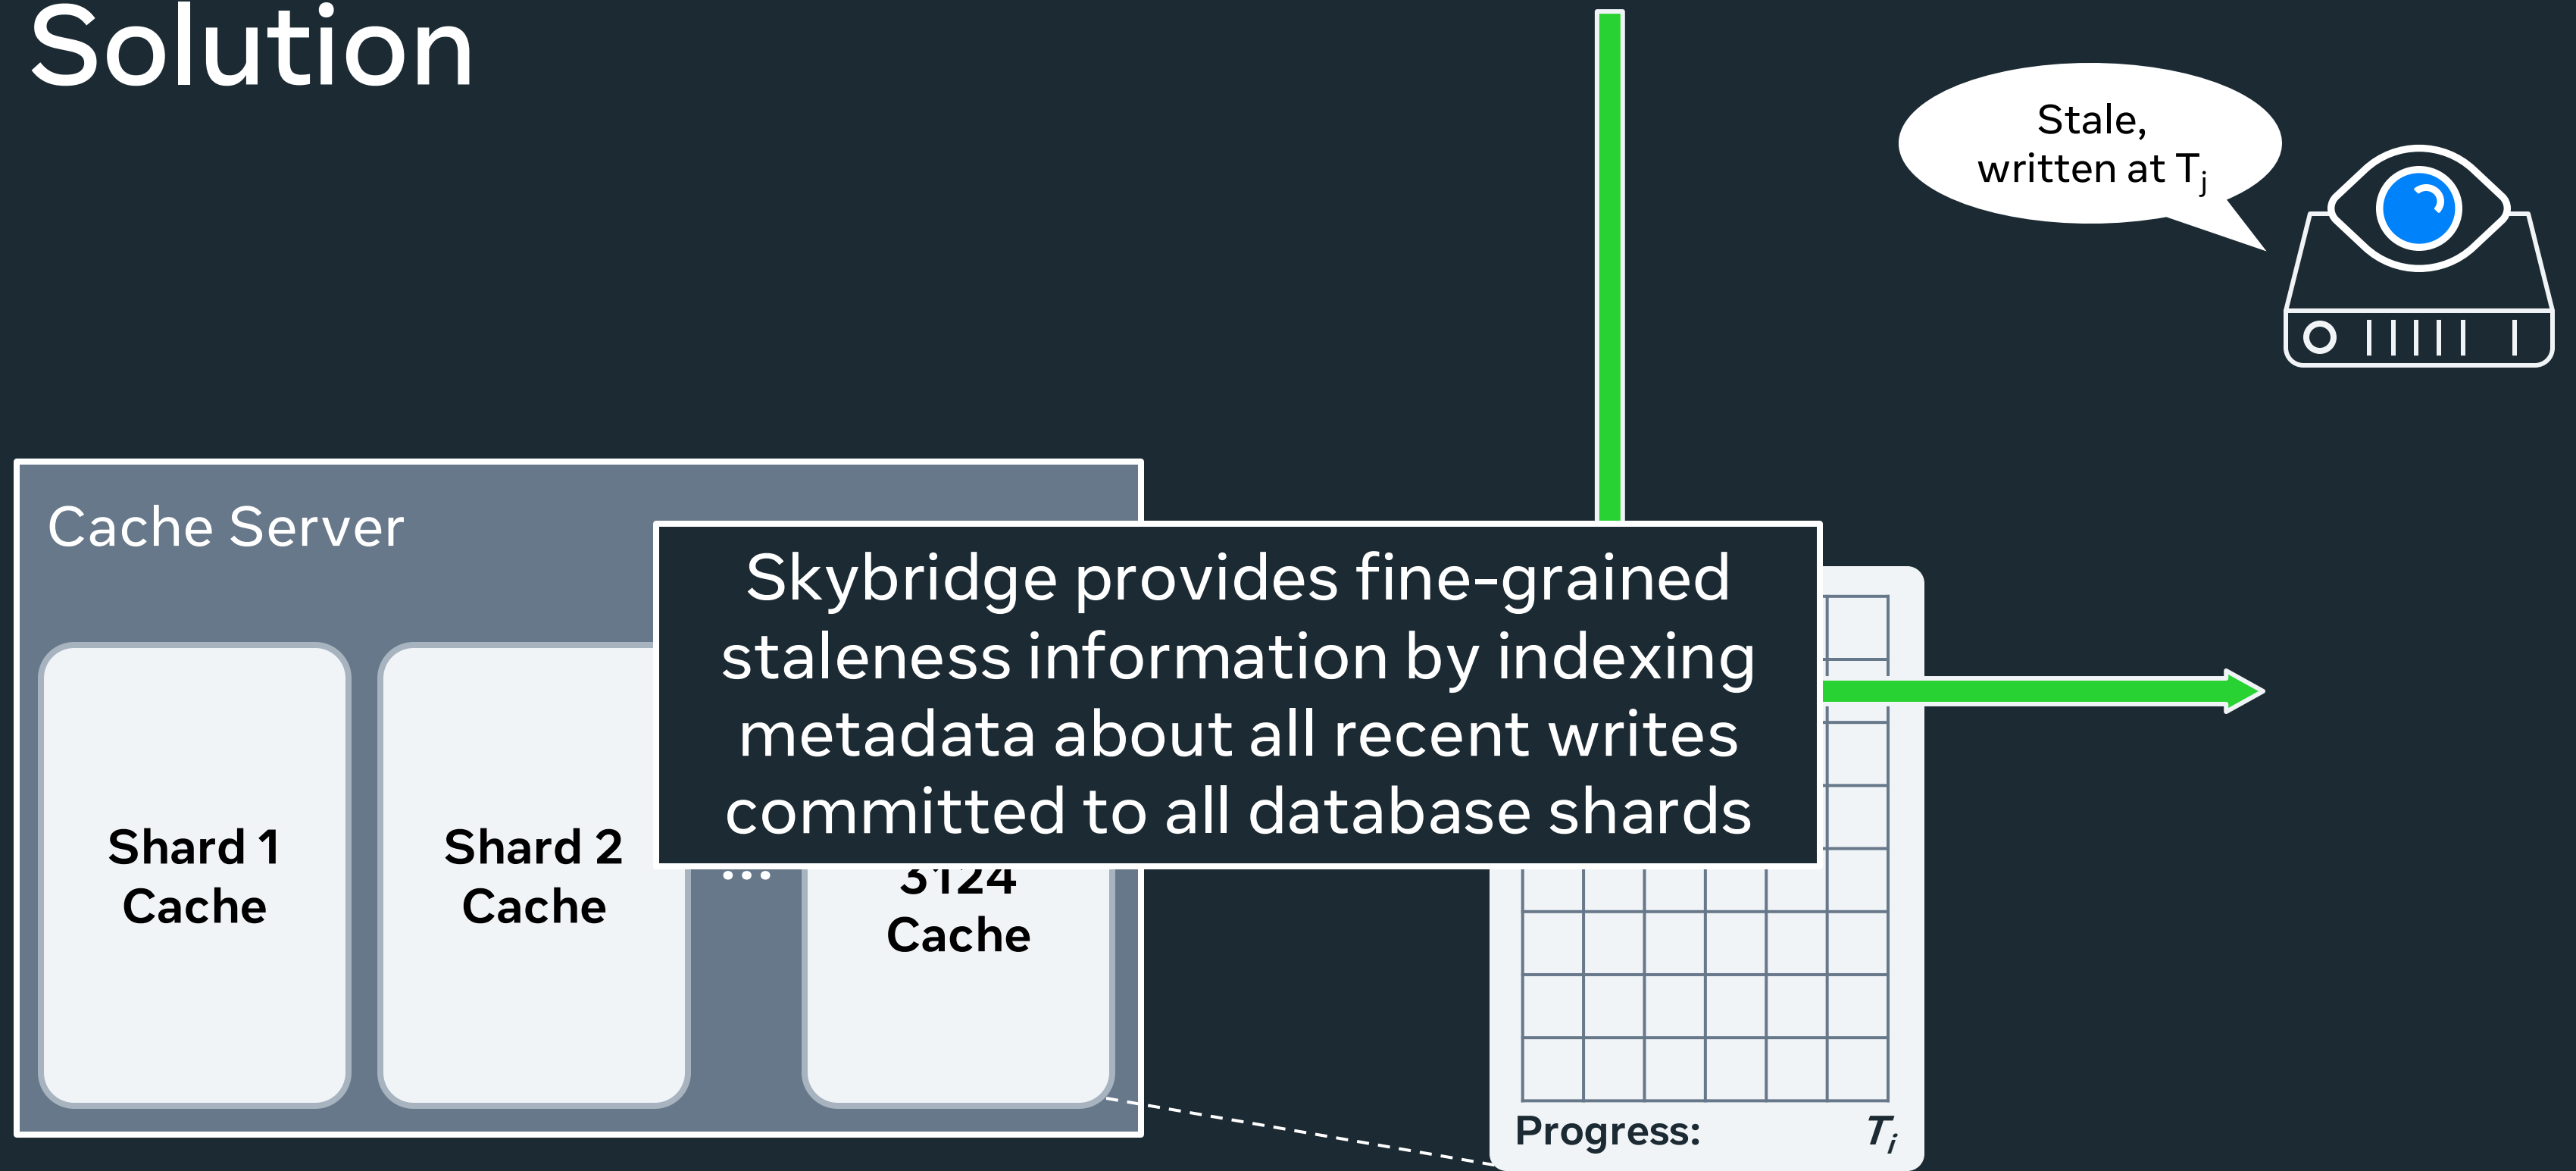 Solution
Stale,
written at Tj
Cache Server
Skybridge provides fine-grained
staleness information by indexing
metadata about all recent writes
committed to all database shards
Shard 1
Cache
Shard 2
Cache
...
3124
Cache
Progress: Ti